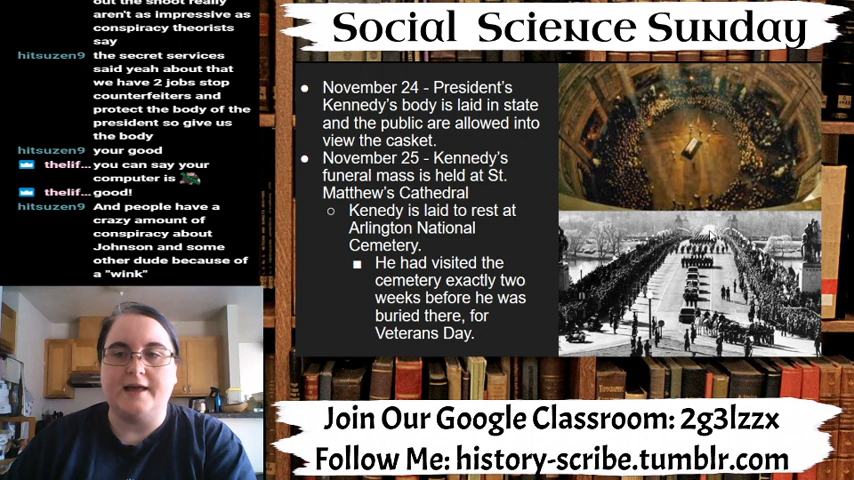 out the shoot really
aren't as impressive as
conspiracy theorists
say
hitsuzen9 the secret services
said yeah about that
we have 2 jobs stop
counterfeiters and
protect the body of the
president so give us
the body
hitsuzen9 your good
thelif... you can say your
computer is
thelif... good!
hitsuzen9 And people have a
crazy amount of
conspiracy about
Johnson and some
other dude because of
a "wink"
Social Science Sunday
● November 24 - President's
Kennedy's body is laid in state
and the public are allowed into
view the casket.
● November 25 - Kennedy's
funeral mass is held at St.
Matthew's Cathedral
○ Kenedy is laid to rest at
Arlington National
Cemetery.
■ He had visited the
cemetery exactly two
weeks before he was
buried there, for
Veterans Day.
Join Our Google Classroom: 2g3lzzx
Follow Me: history-scribe.tumblr.com